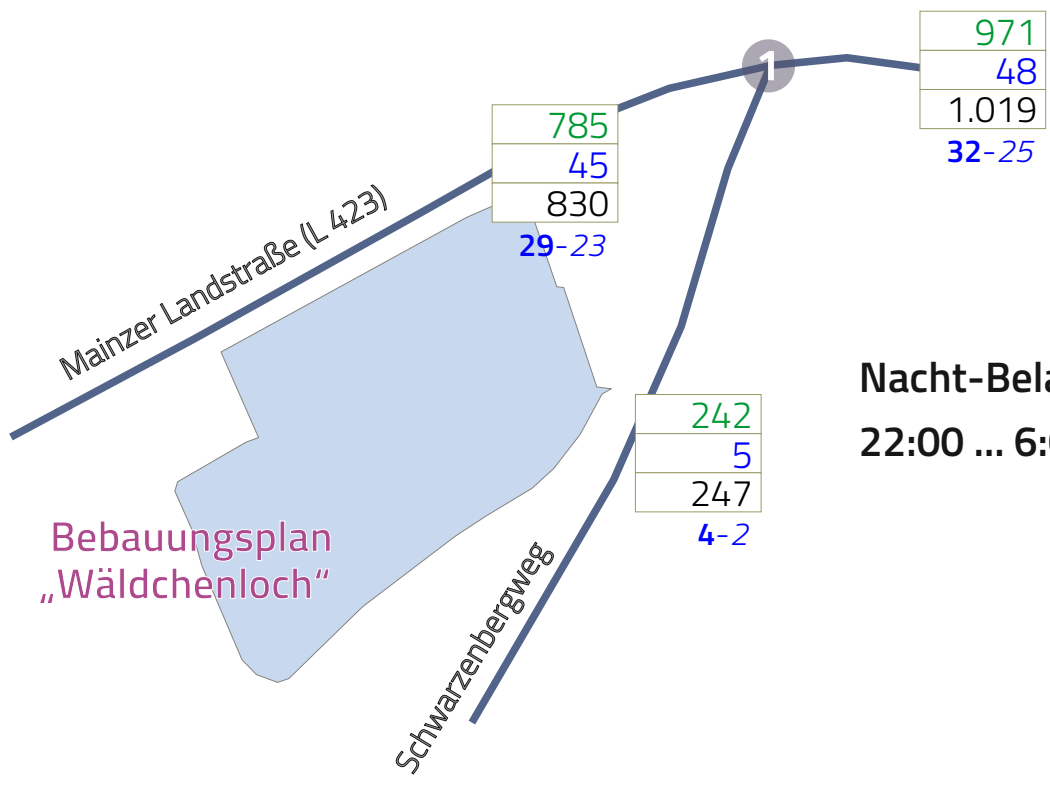 971
48
1.019
32-25
1
785
45
830
29-23
Mainzer Landstraße (L 423)
Nacht-Bela
22:00 ... 6:
242
5
247
4-2
Bebauungsplan
„Wäldchenloch“
Schwarzenbergweg